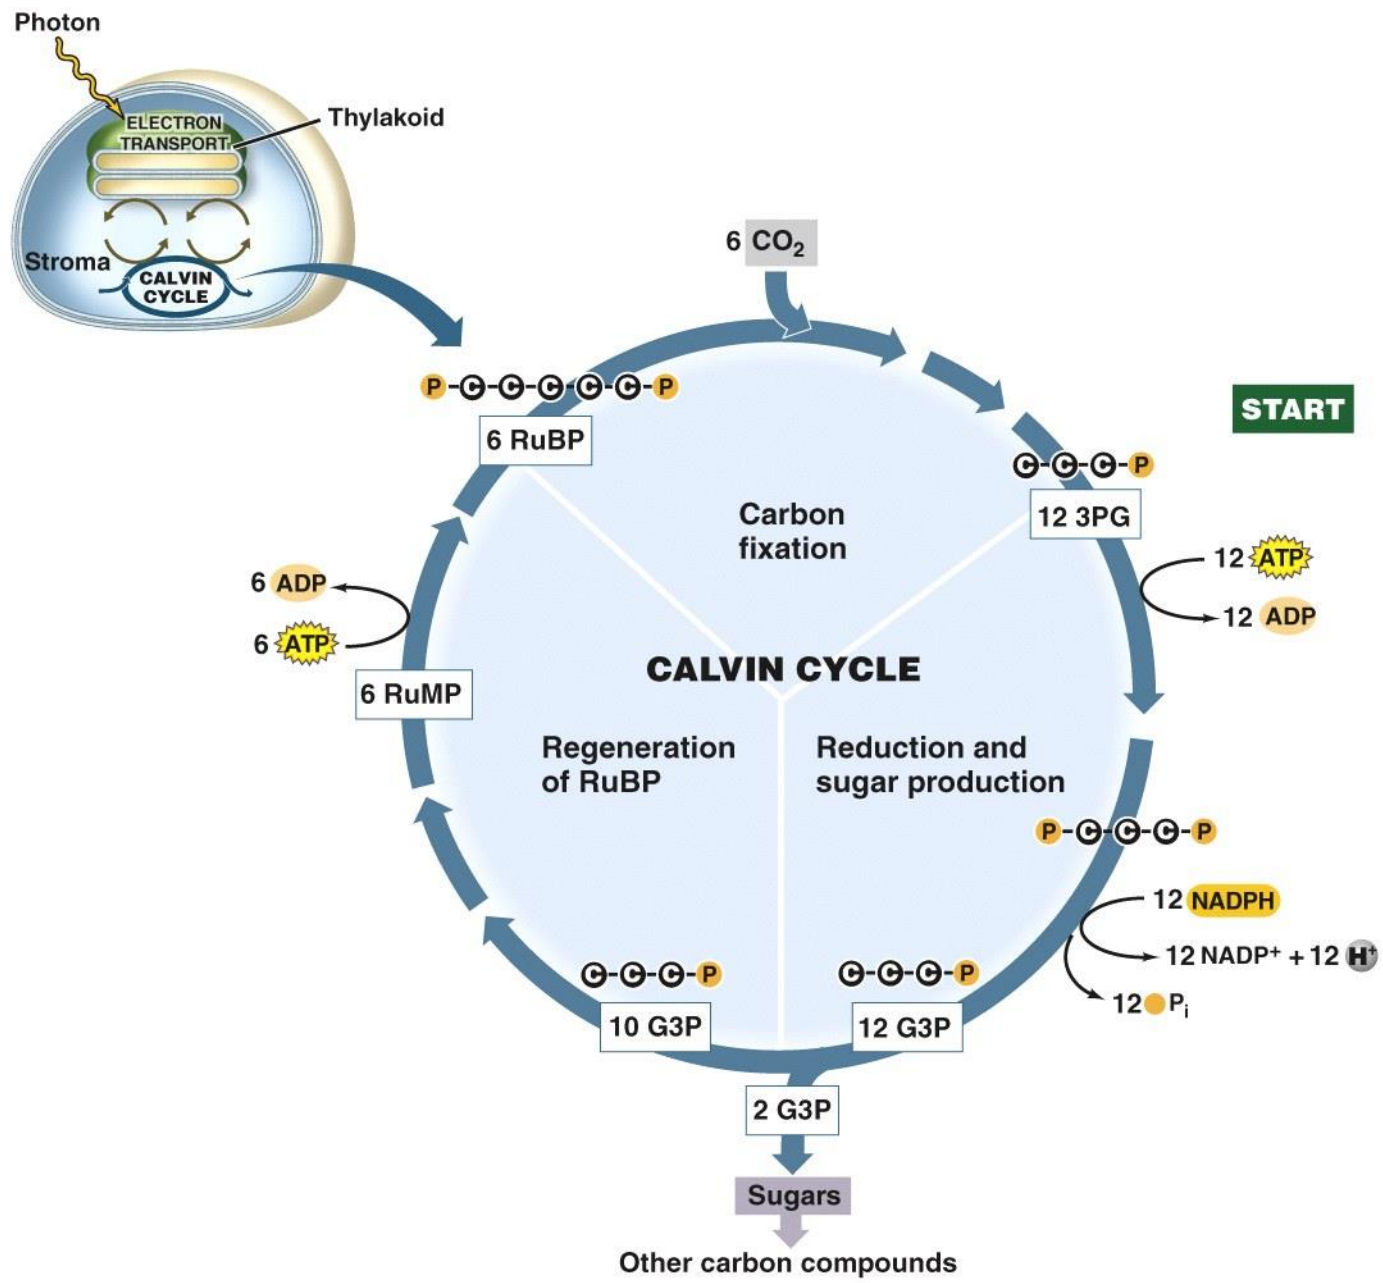 Photon
ELECTRON
TRANSPORT
Thylakoid
Stroma
CALVIN
CYCLE
6 CO₂
P-C-C-C-C-C-P
6 RuBP
START
C-C-C-P
12 3PG
Carbon
fixation
12 ATP
12 ADP
6 ADP
6 ATP
6 RuMP
CALVIN CYCLE
Regeneration
of RuBP
Reduction and
sugar production
P-C-C-C-P
12 NADPH
12 NADP⁺ + 12 H⁺
12 Pᵢ
C-C-C-P
10 G3P
C-C-C-P
12 G3P
2 G3P
Sugars
Other carbon compounds